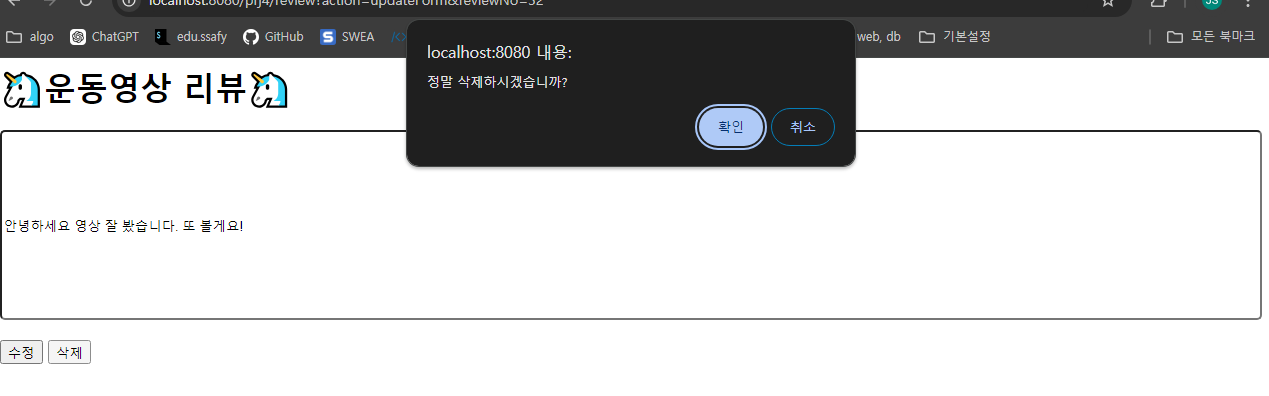 localhost:8080/prj4/review?action=updateForm&reviewNo=32
algo ChatGPT edu.ssafy GitHub SWEA </> web, db 기본설정 모든 북마크
JS
localhost:8080 내용:
정말 삭제하시겠습니까?
확인 취소
운동영상 리뷰
안녕하세요 영상 잘 봤습니다. 또 볼게요!
수정 삭제